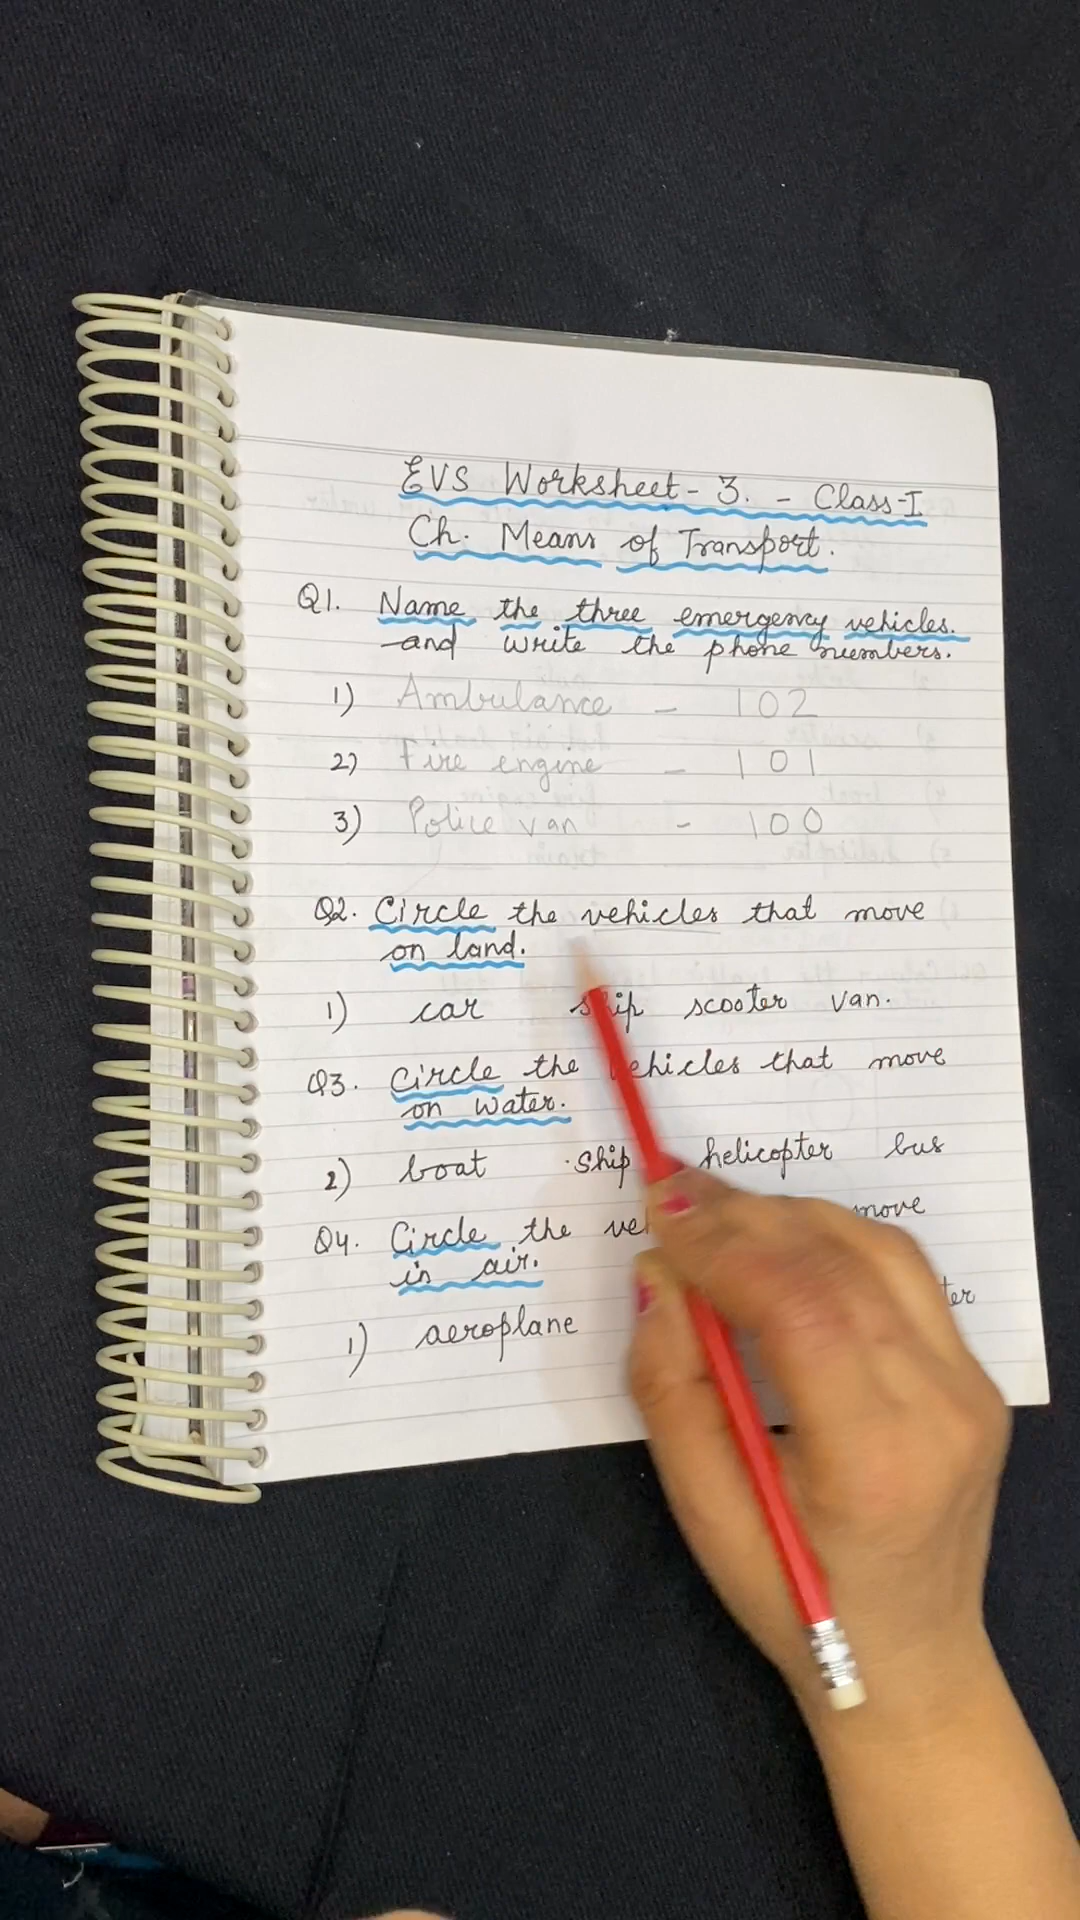 EVS Worksheet - 3. - Class-I
Ch. Means of Transport.
Q1. Name the three emergency vehicles.
and write the phone numbers.
1) Ambulance - 102
2) Fire engine - 101
3) Police van - 100
Q2. Circle the vehicles that move
on land.
1) car ship scooter van.
Q3. Circle the vehicles that move
on water.
2) boat ship helicopter bus
Q4. Circle the move
in air.
1) aeroplane